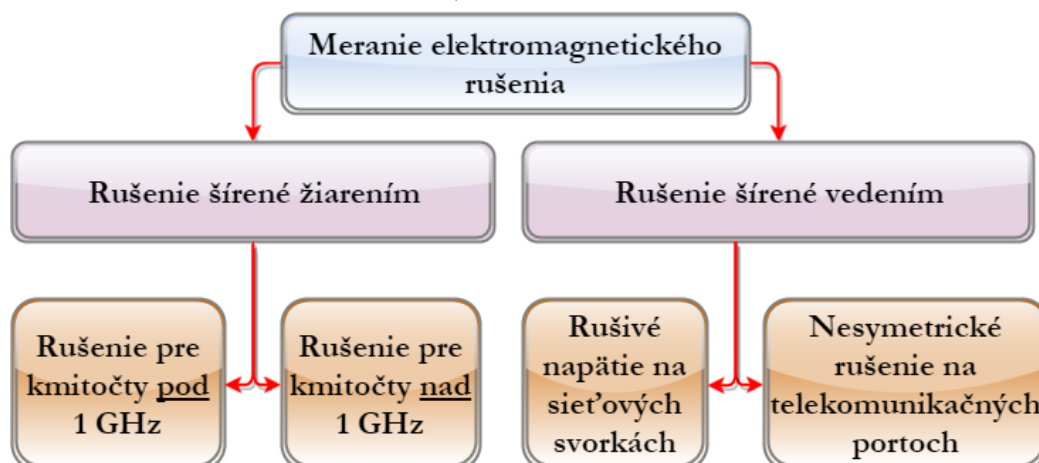 Meranie elektromagnetického
rušenia
Rušenie šírené žiarením
Rušenie šírené vedením
Rušenie pre
kmitočty pod
1 GHz
Rušenie pre
kmitočty nad
1 GHz
Rušivé
napätie na
sieťových
svorkách
Nesymetrické
rušenie na
telekomunikačných
portoch